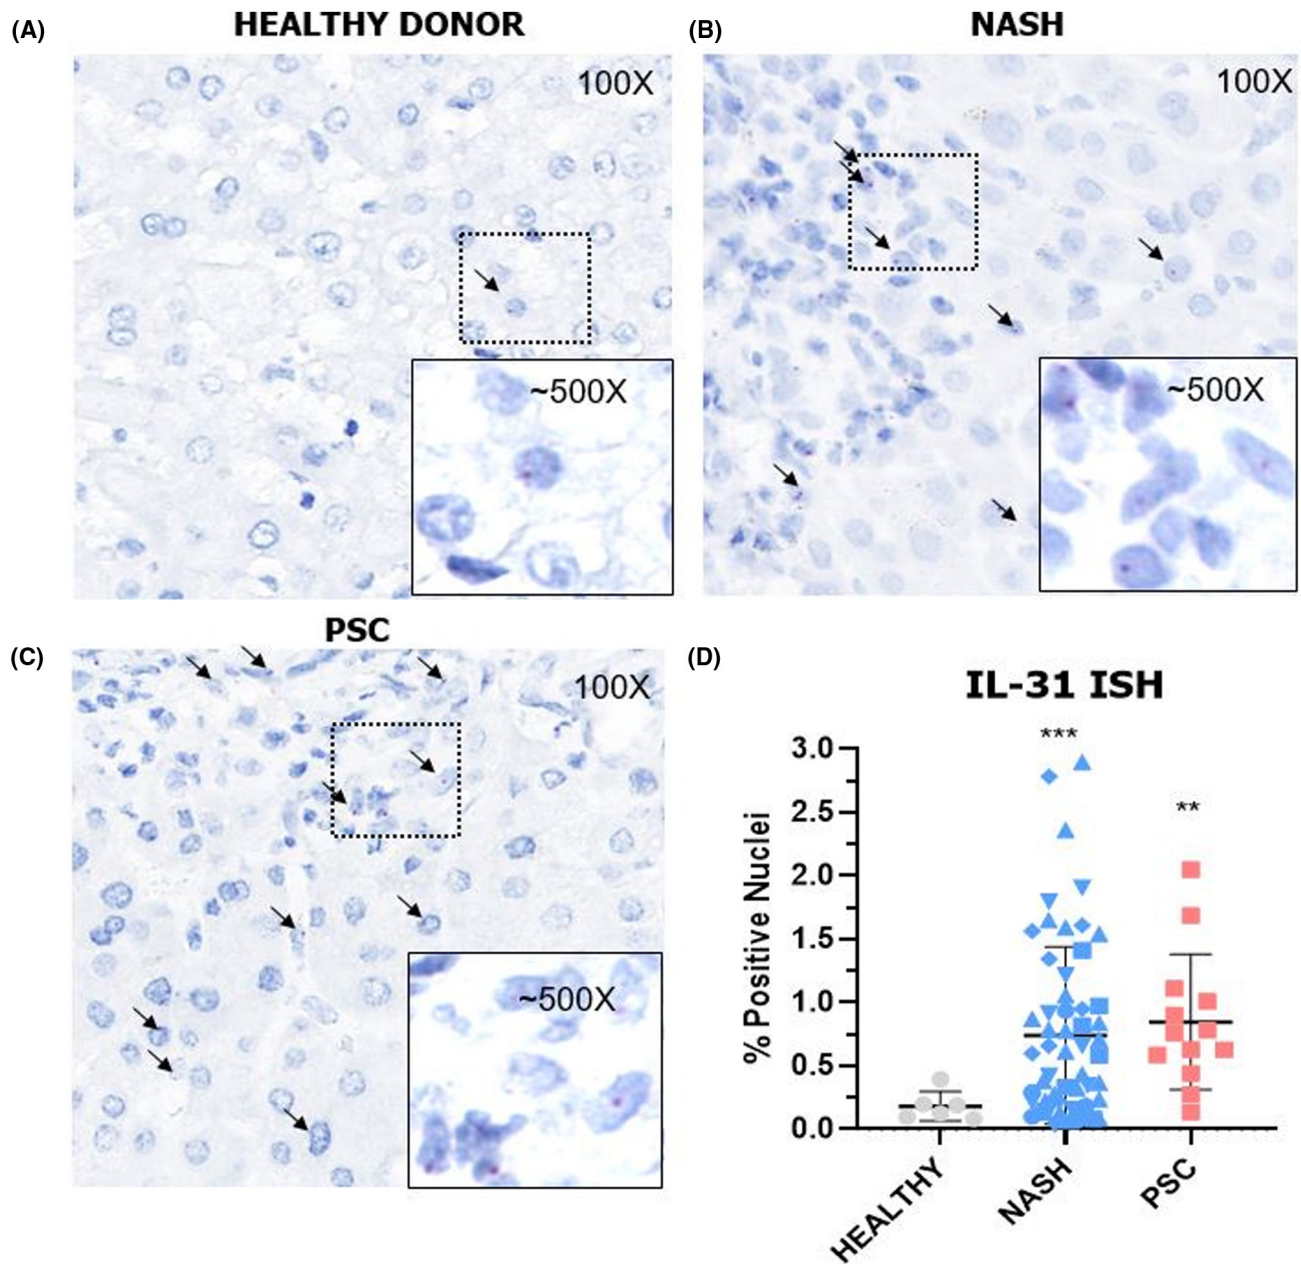 (A)
HEALTHY DONOR
100X
~500X
(B)
NASH
100X
~500X
(C)
PSC
100X
~500X
(D)
IL-31 ISH
***
**
% Positive Nuclei
3.0
2.5
2.0
1.5
1.0
0.5
0.0
HEALTHY
NASH
PSC